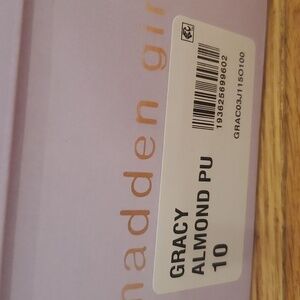 madden gir
GRACY
ALMOND PU
10
193625699602
GRAC03J115O100